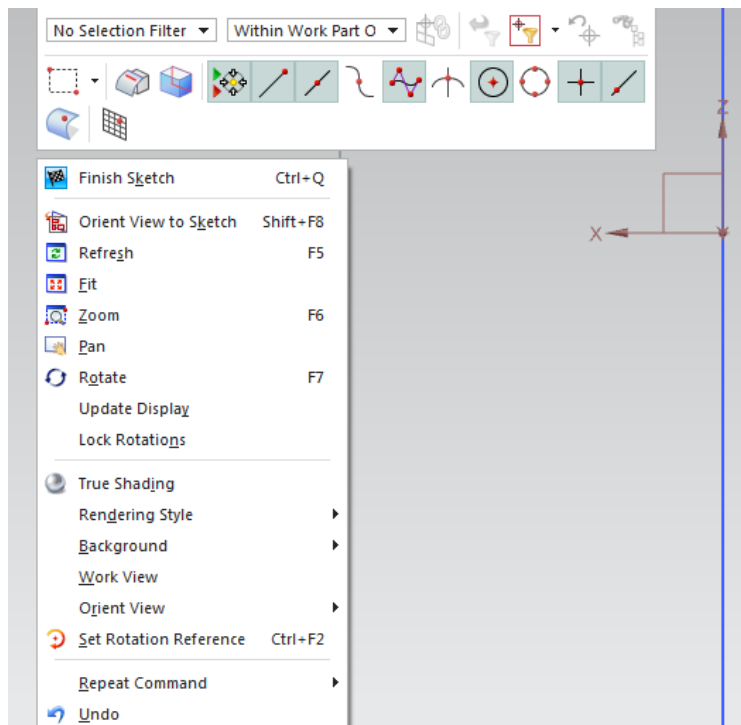 No Selection Filter Within Work Part O
Z
X
Finish Sketch Ctrl+Q
Orient View to Sketch Shift+F8
Refresh F5
Fit
Zoom F6
Pan
Rotate F7
Update Display
Lock Rotations
True Shading
Rendering Style
Background
Work View
Orient View
Set Rotation Reference Ctrl+F2
Repeat Command
Undo